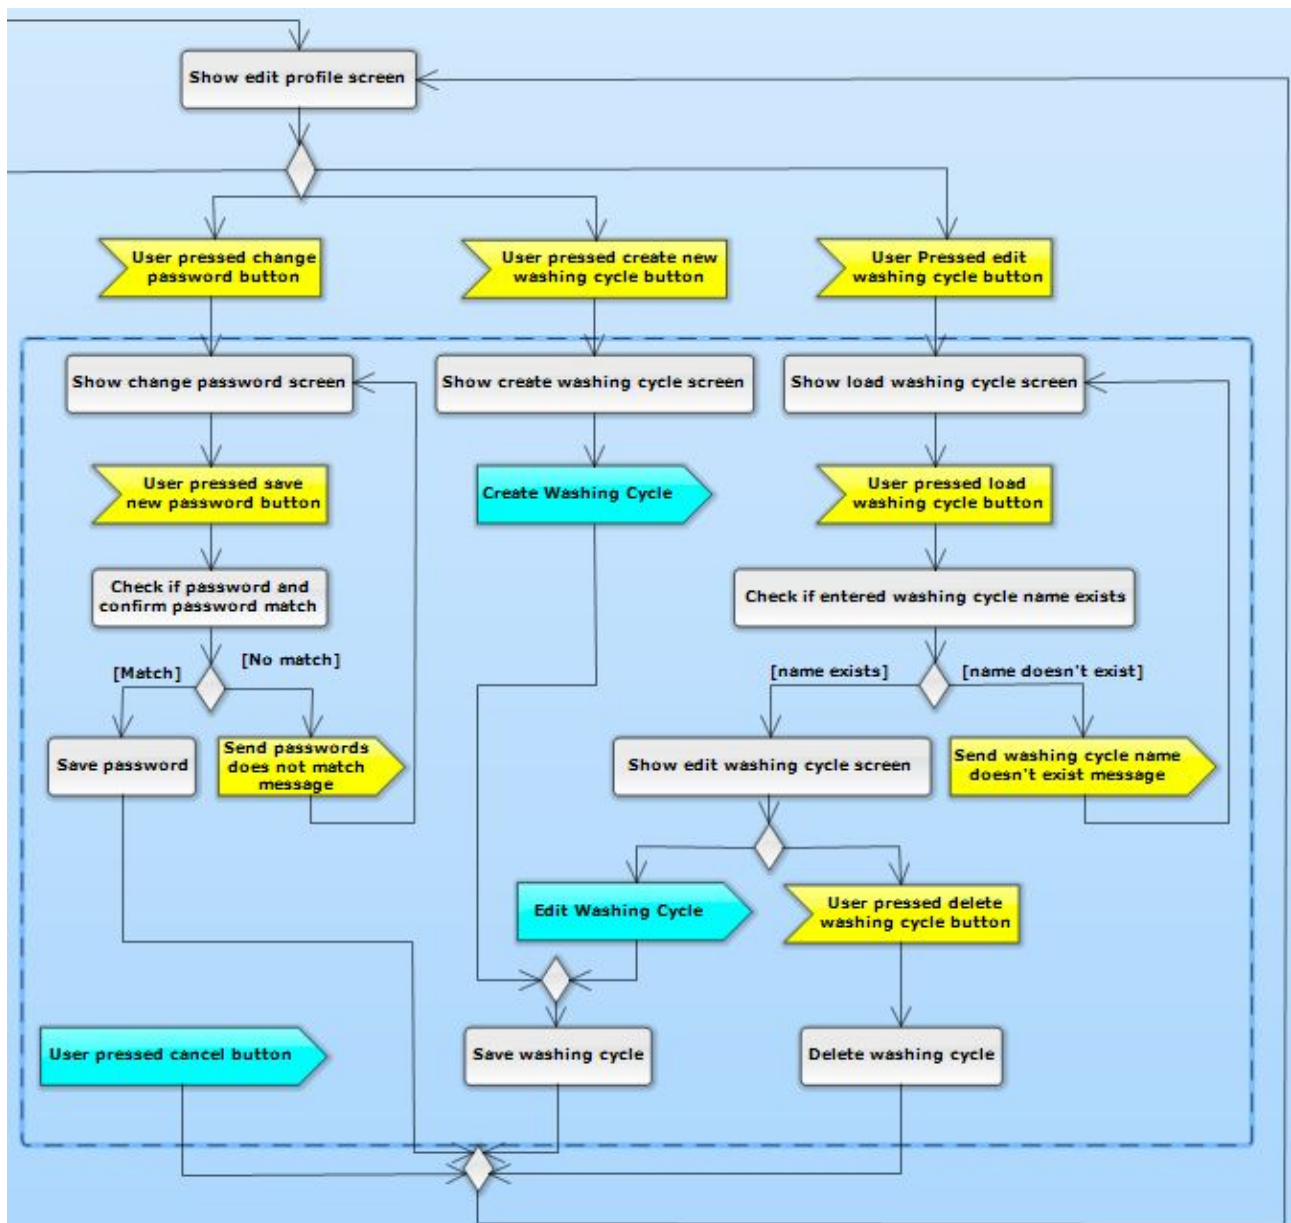 Show edit profile screen
User pressed change
password button
User pressed create new
washing cycle button
User Pressed edit
washing cycle button
Show change password screen
Show create washing cycle screen
Show load washing cycle screen
User pressed save
new password button
Create Washing Cycle
User pressed load
washing cycle button
Check if password and
confirm password match
Check if entered washing cycle name exists
[Match]
[No match]
[name exists]
[name doesn't exist]
Save password
Send passwords
does not match
message
Show edit washing cycle screen
Send washing cycle name
doesn't exist message
Edit Washing Cycle
User pressed delete
washing cycle button
User pressed cancel button
Save washing cycle
Delete washing cycle